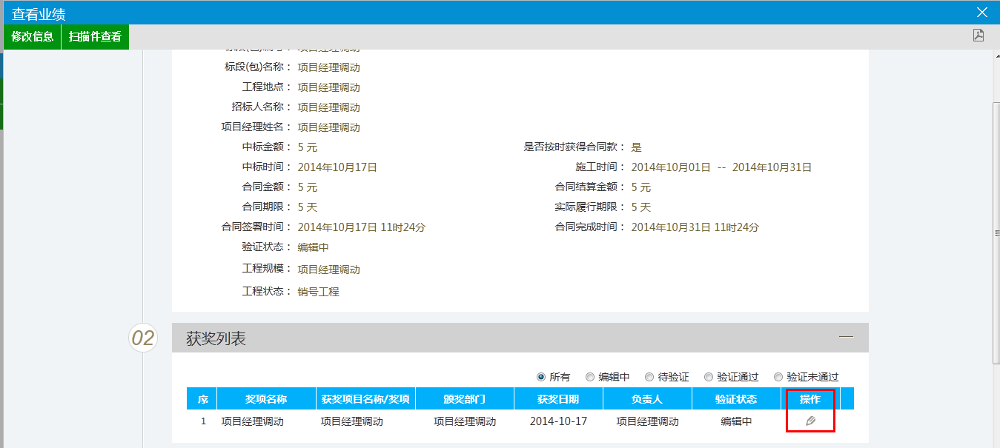 查看业绩
修改信息 扫描件查看
标段(包)编号： 项目经理调动
标段(包)名称： 项目经理调动
工程地点： 项目经理调动
招标人名称： 项目经理调动
项目经理姓名： 项目经理调动
中标金额： 5 元 是否按时获得合同款： 是
中标时间： 2014年10月17日 施工时间： 2014年10月01日 -- 2014年10月31日
合同金额： 5 元 合同结算金额： 5 元
合同期限： 5 天 实际履行期限： 5 天
合同签署时间： 2014年10月17日 11时24分 合同完成时间： 2014年10月31日 11时24分
验证状态： 编辑中
工程规模： 项目经理调动
工程状态： 销号工程
02 获奖列表
所有 编辑中 待验证 验证通过 验证未通过
序 奖项名称 获奖项目名称/奖项 颁奖部门 获奖日期 负责人 验证状态 操作
1 项目经理调动 项目经理调动 项目经理调动 2014-10-17 项目经理调动 编辑中